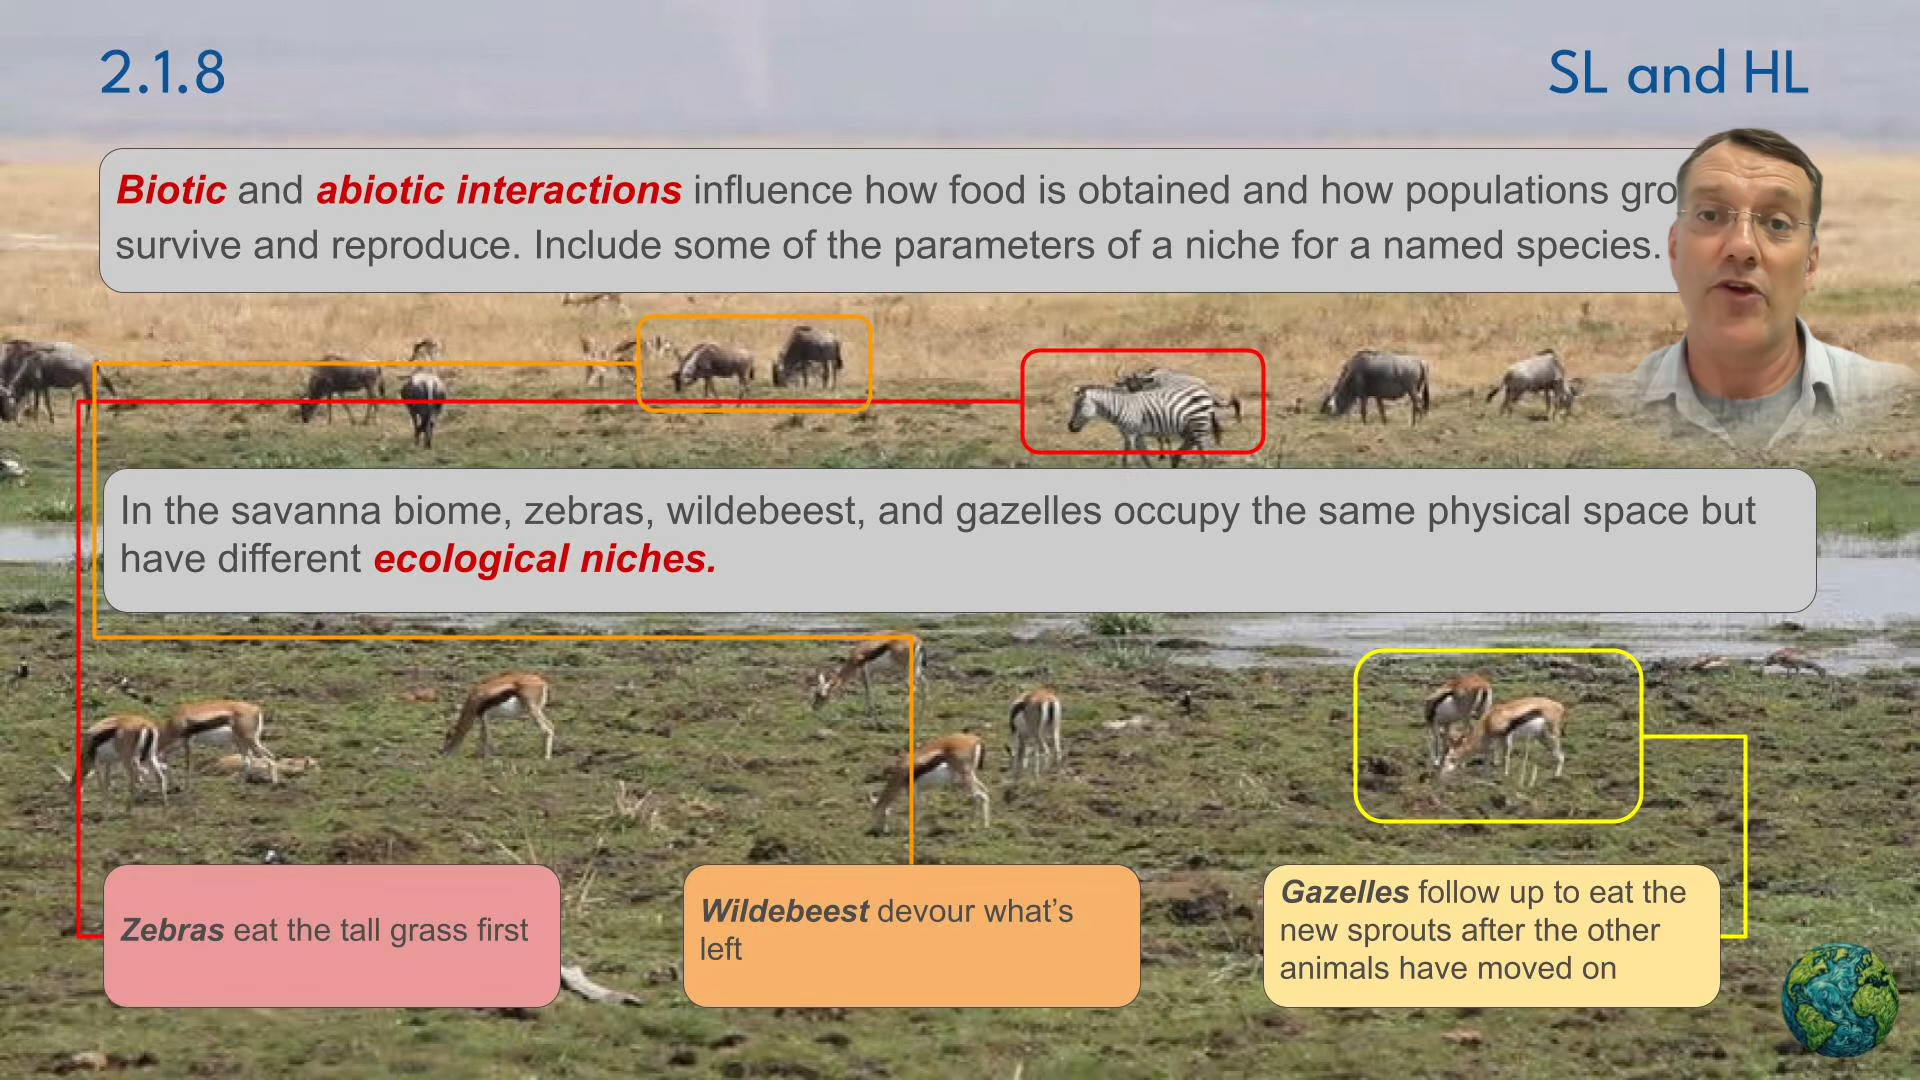 2.1.8
SL and HL
Biotic and abiotic interactions influence how food is obtained and how populations
survive and reproduce. Include some of the parameters of a niche for a named species.
In the savanna biome, zebras, wildebeest, and gazelles occupy the same physical space but
have different ecological niches.
Zebras eat the tall grass first
Wildebeest devour what's
left
Gazelles follow up to eat the
new sprouts after the other
animals have moved on